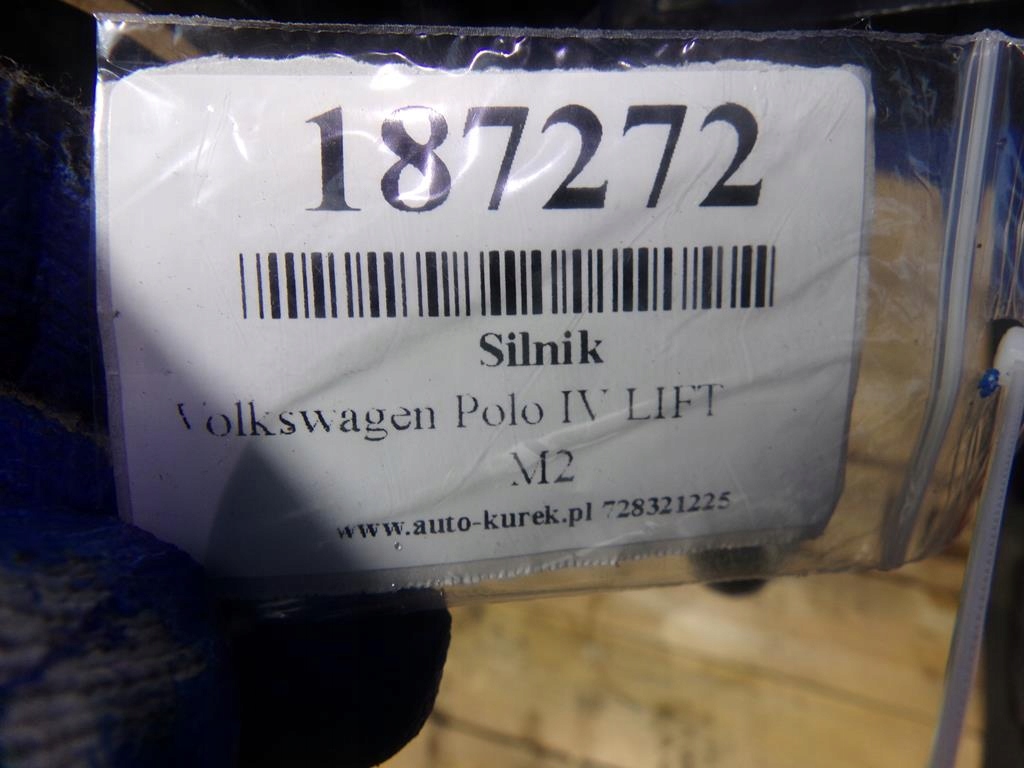 187272
Silnik
Volkswagen Polo IV LIFT
M2
www.auto-kurek.pl 728321225